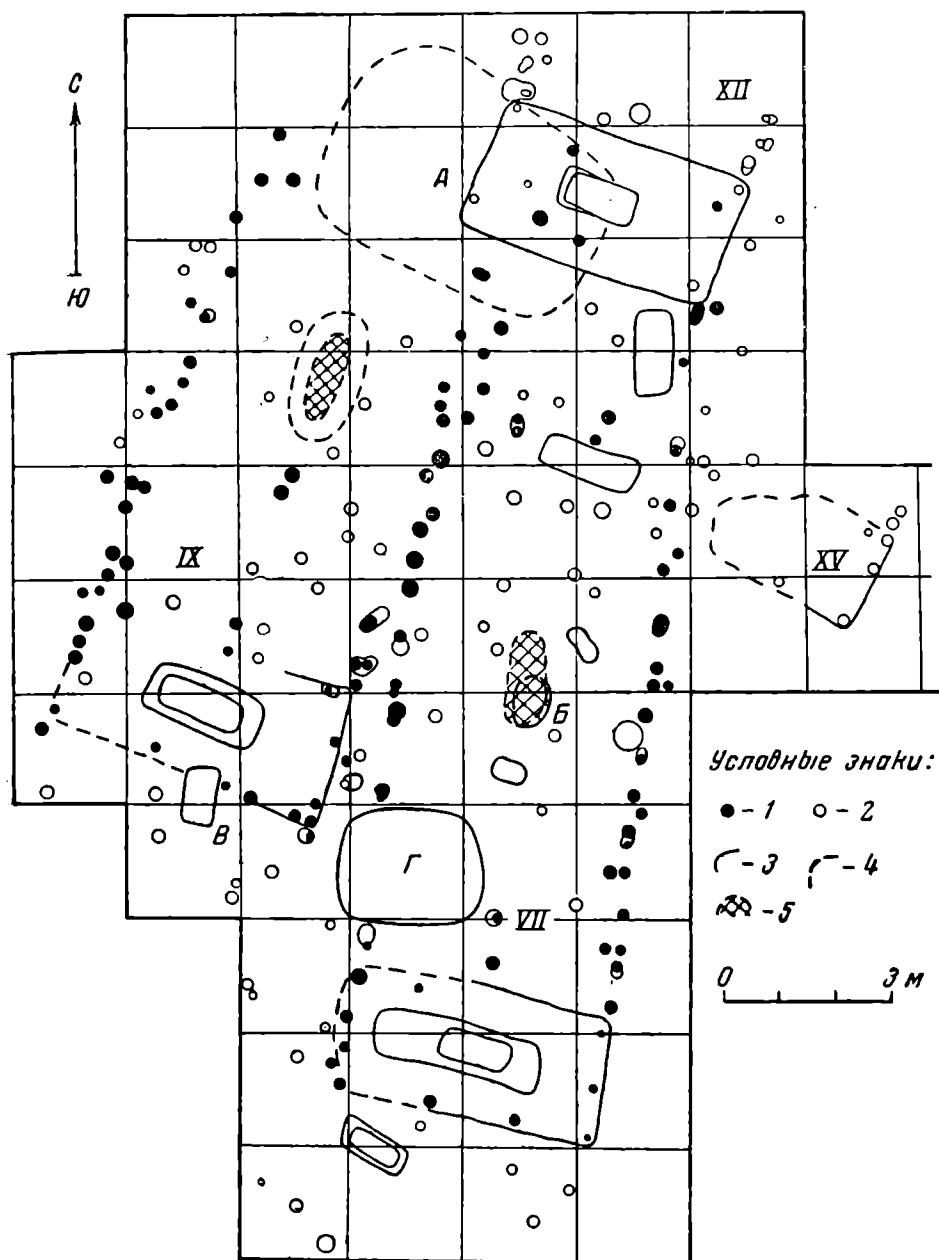 С
Ю
А
XII
IX
XV
Б
В
Г
VII
Условные знаки:
- 1 - 2
- 3 - 4
- 5
0 3 м